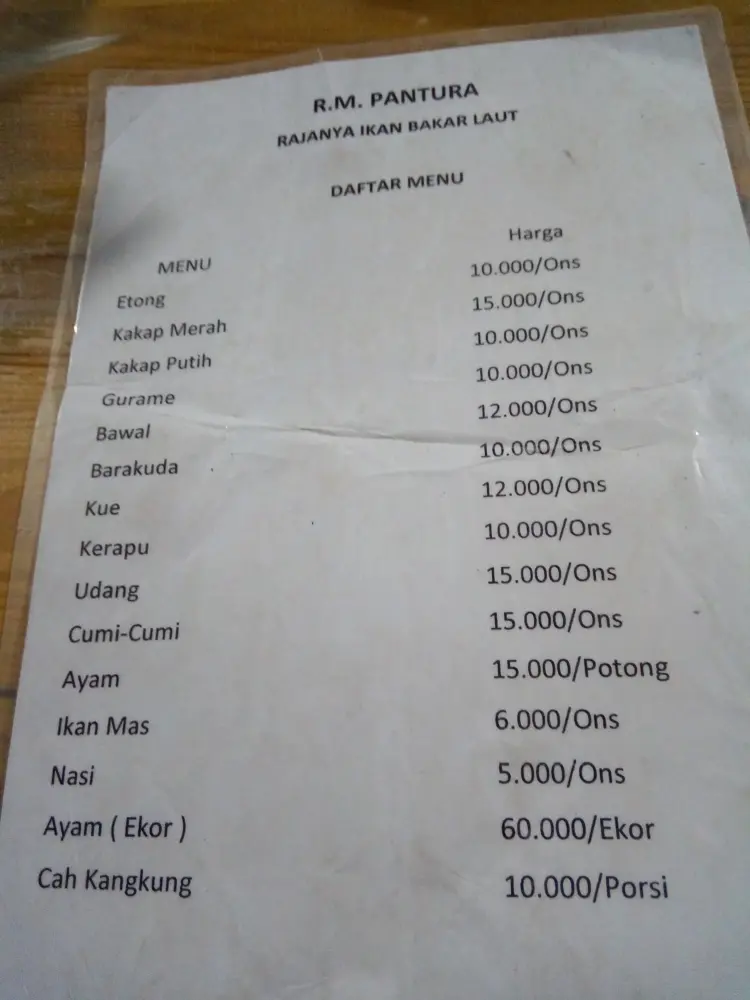 R.M. PANTURA
RAJANYA IKAN BAKAR LAUT
DAFTAR MENU
MENU Harga
Etong 10.000/Ons
Kakap Merah 15.000/Ons
Kakap Putih 10.000/Ons
Gurame 10.000/Ons
Bawal 12.000/Ons
Barakuda 10.000/Ons
Kue 12.000/Ons
Kerapu 10.000/Ons
Udang 15.000/Ons
Cumi-Cumi 15.000/Ons
Ayam 15.000/Potong
Ikan Mas 6.000/Ons
Nasi 5.000/Ons
Ayam ( Ekor ) 60.000/Ekor
Cah Kangkung 10.000/Porsi